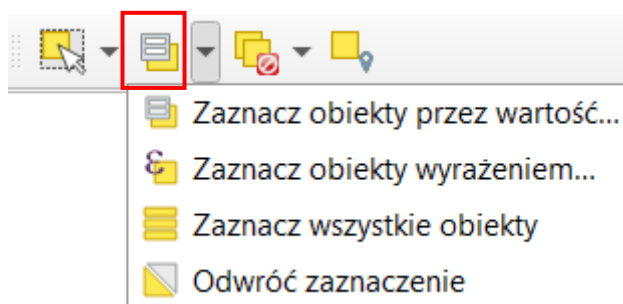 Zaznacz obiekty przez wartość...
Zaznacz obiekty wyrażeniem...
Zaznacz wszystkie obiekty
Odwróć zaznaczenie